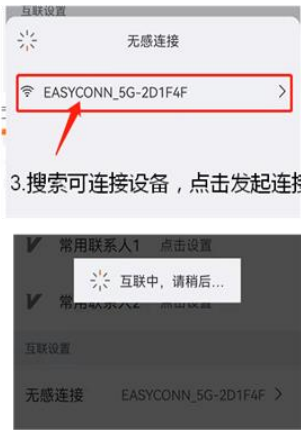 互联设置
无感连接
EASYCONN_5G-2D1F4F >
3.搜索可连接设备，点击发起连接
常用联系人1 点击设置
互联中，请稍后...
常用联系人2 点击设置
互联设置
无感连接 EASYCONN_5G-2D1F4F >